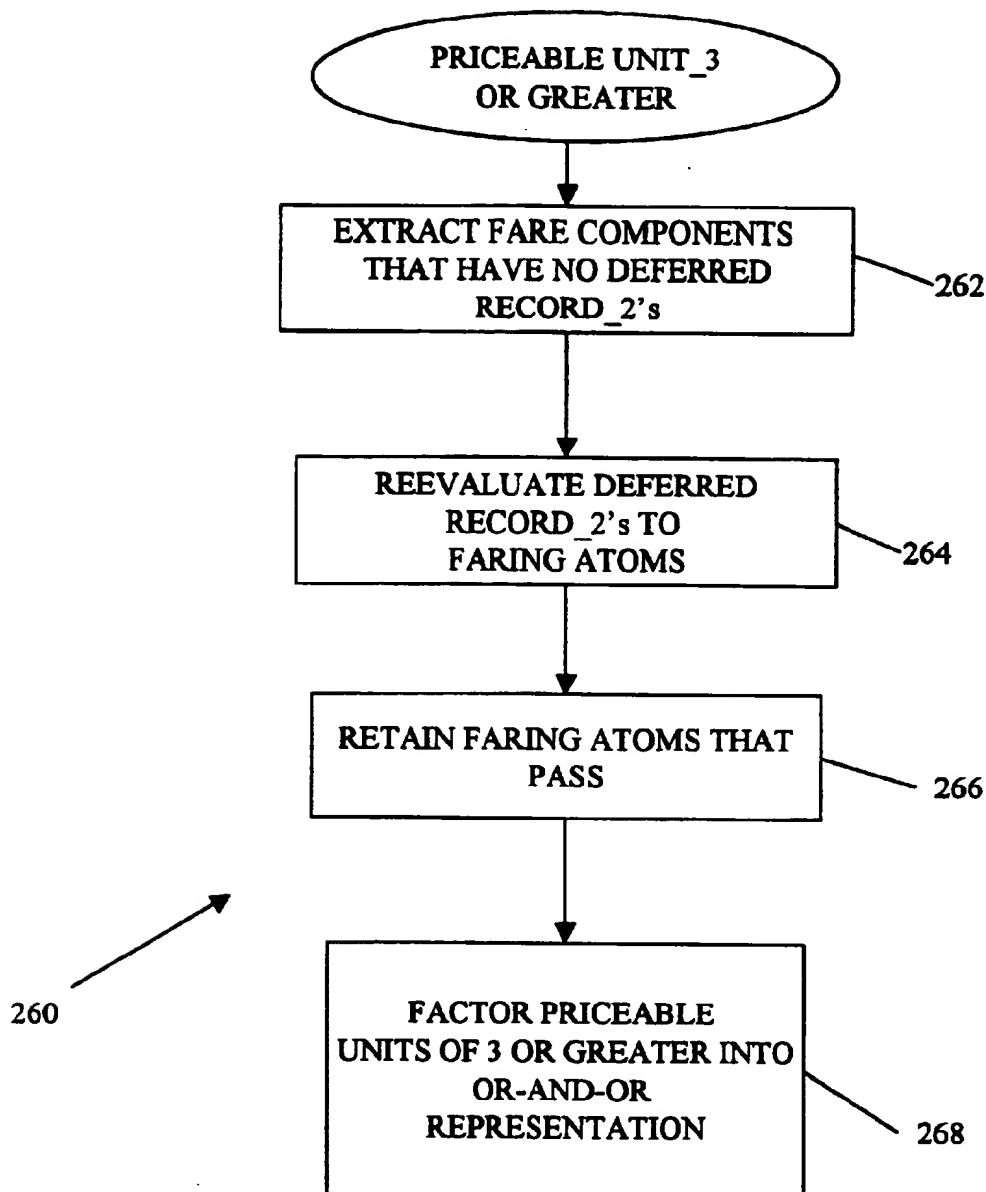 PRICEABLE UNIT_3
OR GREATER
EXTRACT FARE COMPONENTS
THAT HAVE NO DEFERRED
RECORD_2's
262
REEVALUATE DEFERRED
RECORD_2's TO
FARING ATOMS
264
RETAIN FARING ATOMS THAT
PASS
266
260
FACTOR PRICEABLE
UNITS OF 3 OR GREATER INTO
OR-AND-OR
REPRESENTATION
268